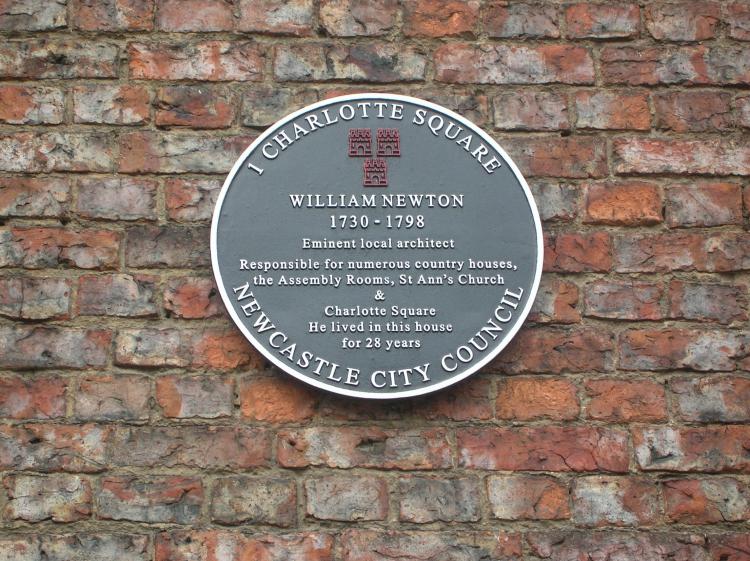 1 CHARLOTTE SQUARE
WILLIAM NEWTON
1730 - 1798
Eminent local architect
Responsible for numerous country houses,
the Assembly Rooms, St Ann's Church
&
Charlotte Square
He lived in this house
for 28 years
NEWCASTLE CITY COUNCIL